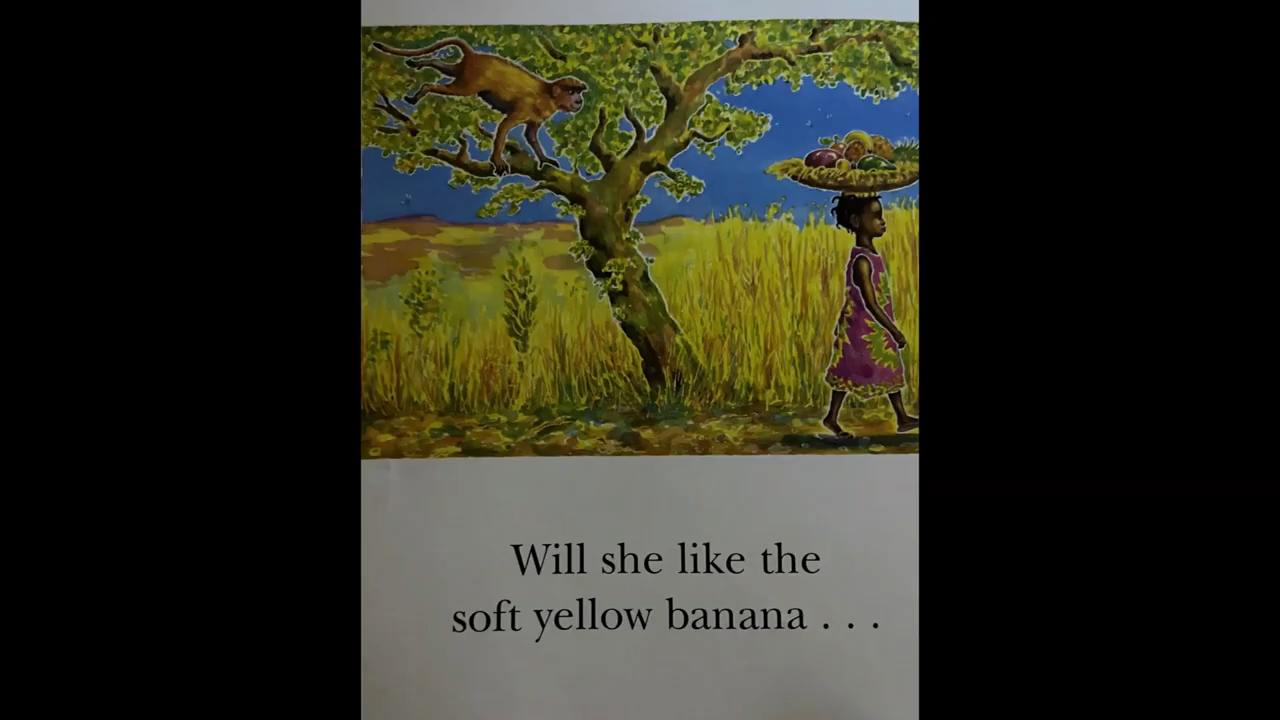 Will she like the
soft yellow banana . . .